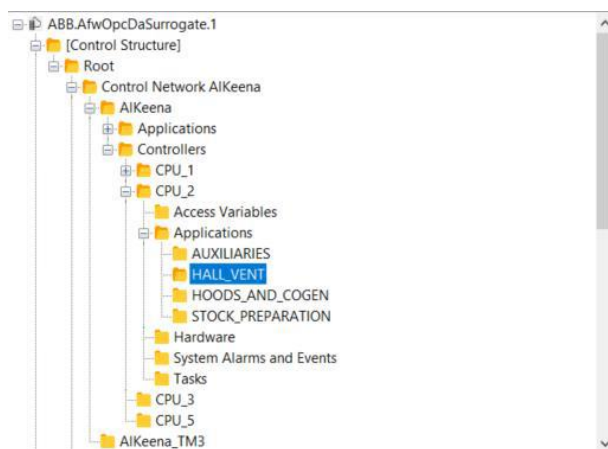 ABB.AfwOpcDaSurrogate.1
[Control Structure]
Root
Control Network AlKeena
AlKeena
Applications
Controllers
CPU_1
CPU_2
Access Variables
Applications
AUXILIARIES
HALL_VENT
HOODS_AND_COGEN
STOCK_PREPARATION
Hardware
System Alarms and Events
Tasks
CPU_3
CPU_5
AlKeena_TM3